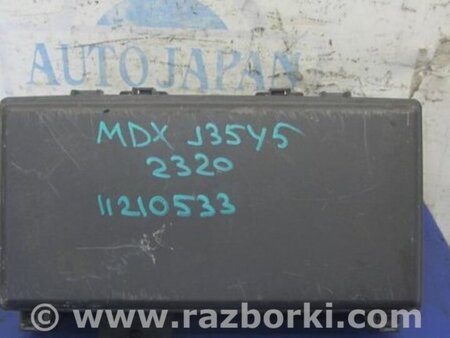 AUTO JAPAN
MDX J35Y5
2320
11210533
© www.razborki.com